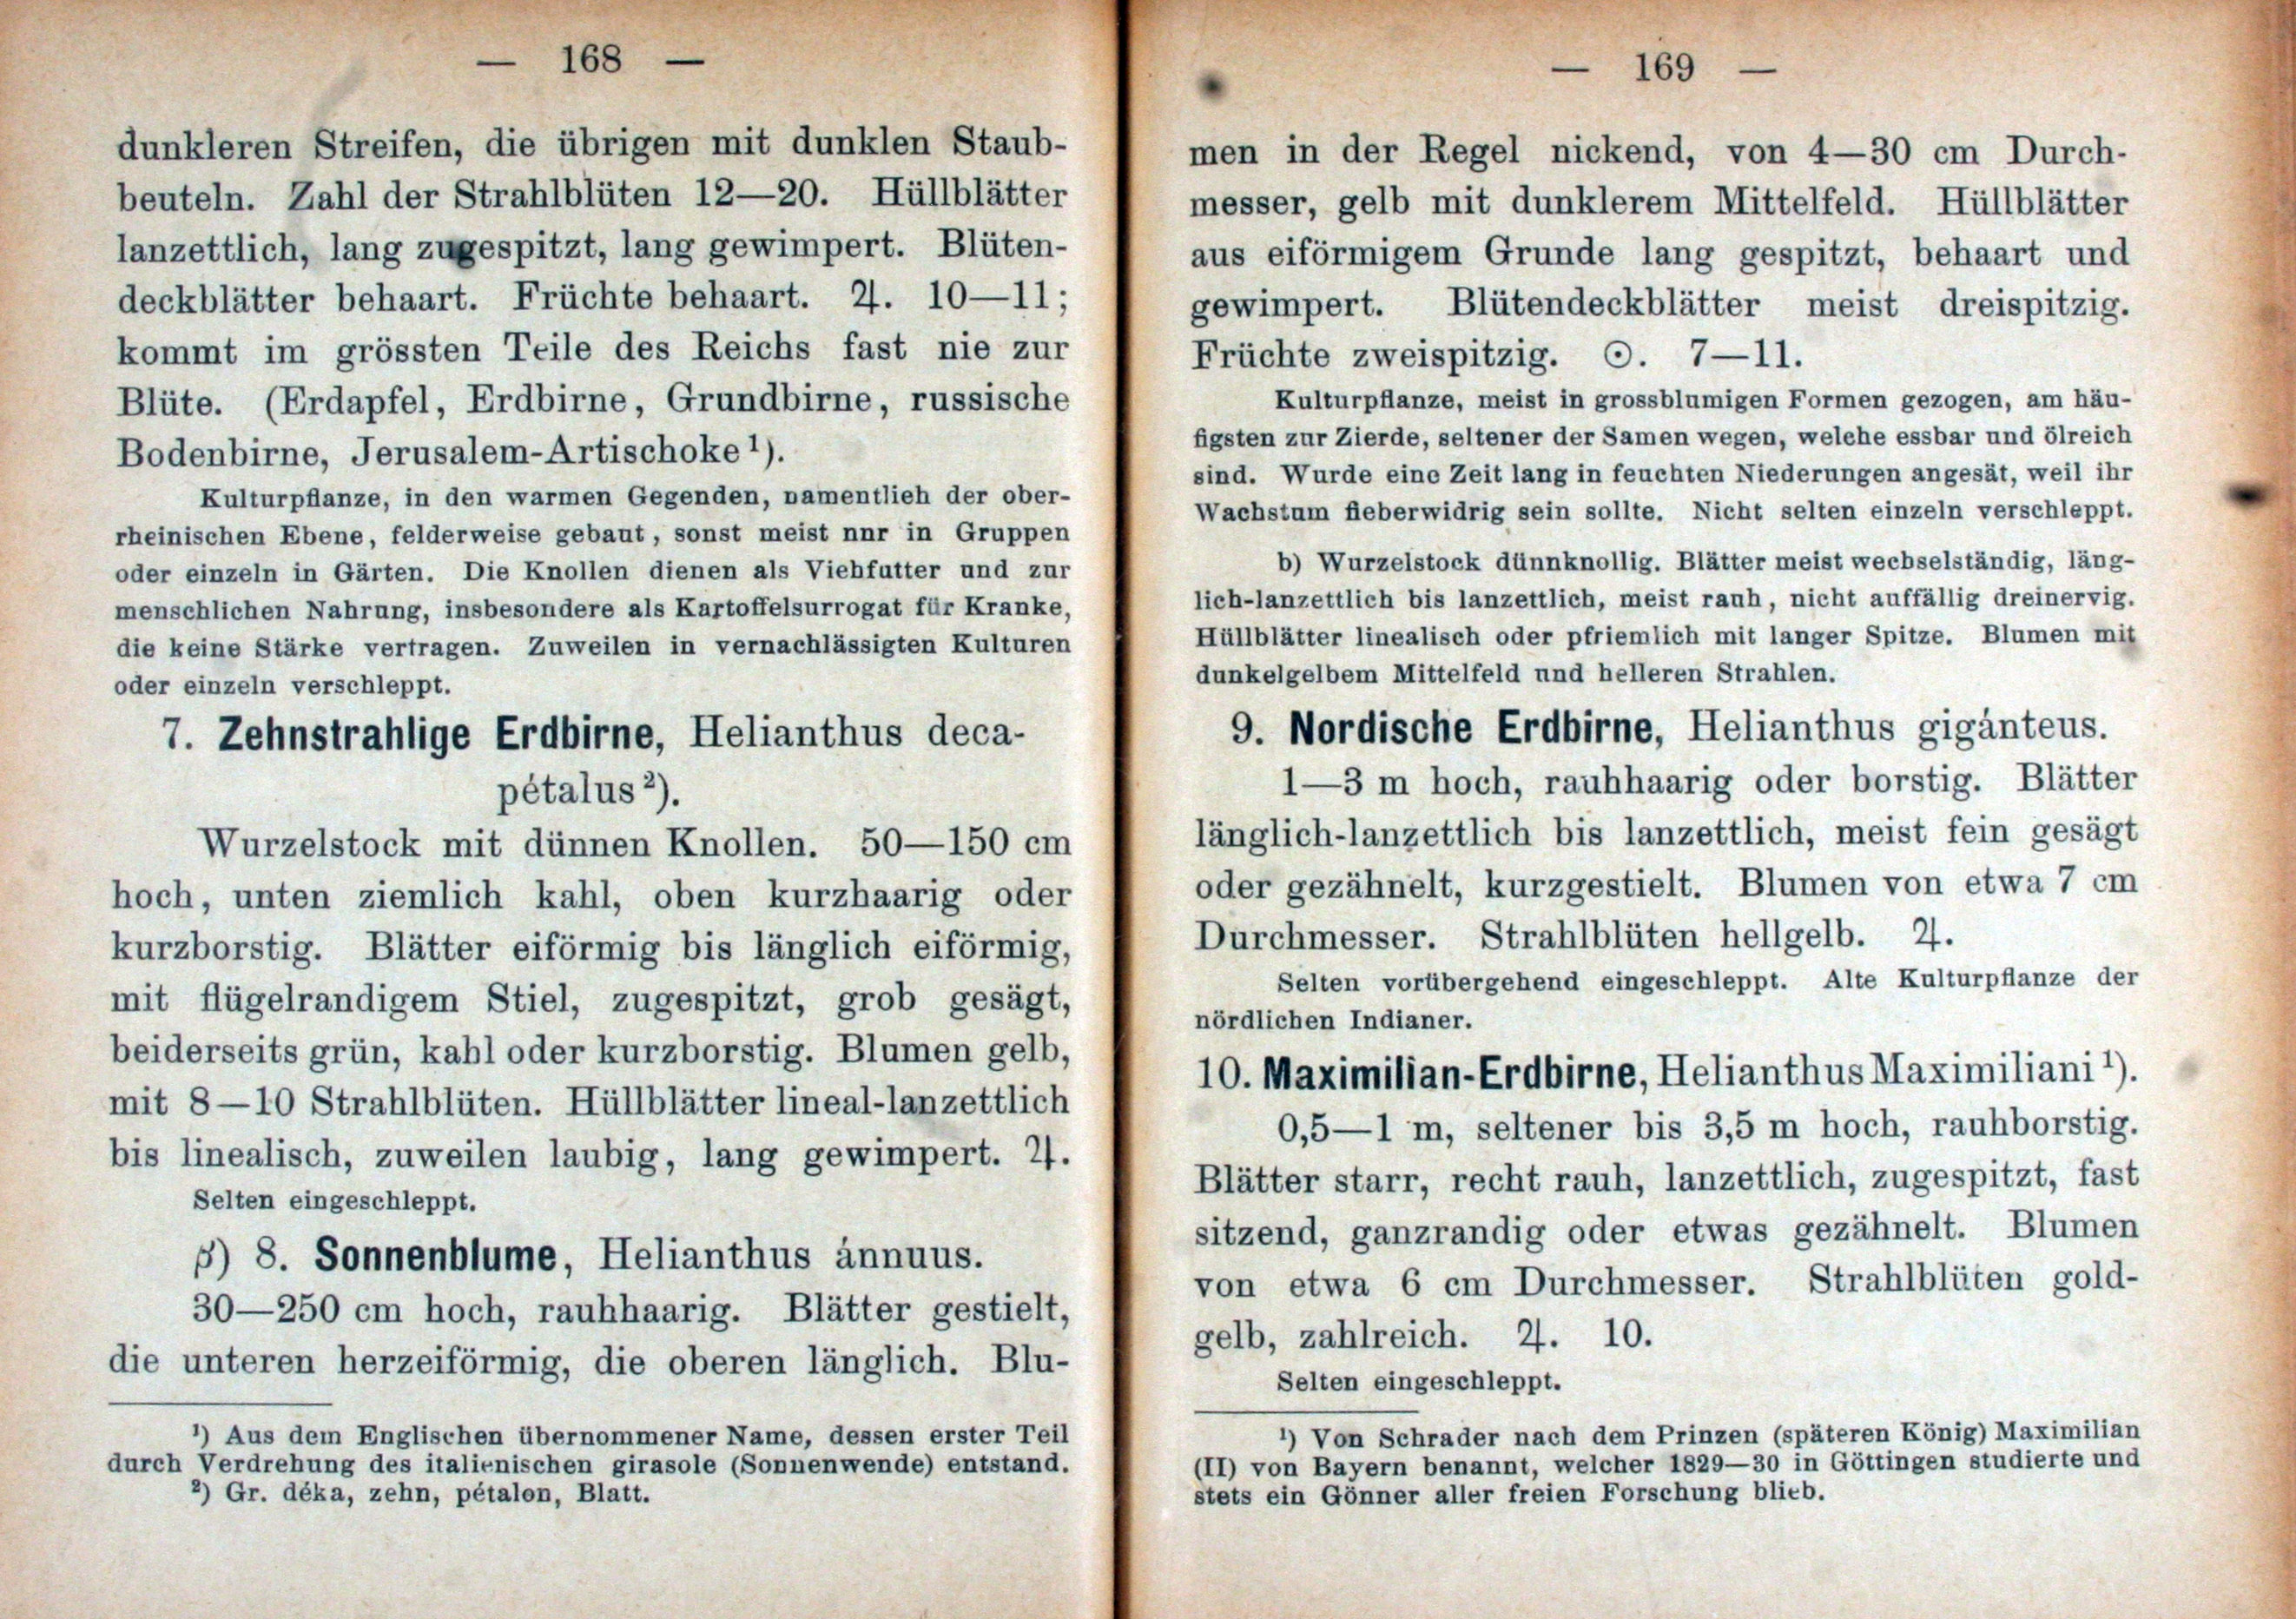 — 168 —
dunkleren Streifen, die übrigen mit dunklen Staub-
beuteln. Zahl der Strahlblüten 12—20. Hüllblätter
lanzettlich, lang zugespitzt, lang gewimpert. Blüten-
deckblätter behaart. Früchte behaart. ♃. 10—11;
kommt im grössten Teile des Reichs fast nie zur
Blüte. (Erdapfel, Erdbirne, Grundbirne, russische
Bodenbirne, Jerusalem-Artischoke ¹).
Kulturpflanze, in den warmen Gegenden, namentlieh der ober-
rheinischen Ebene, felderweise gebaut, sonst meist nnr in Gruppen
oder einzeln in Gärten. Die Knollen dienen als Viehfutter und zur
menschlichen Nahrung, insbesondere als Kartoffelsurrogat für Kranke,
die keine Stärke vertragen. Zuweilen in vernachlässigten Kulturen
oder einzeln verschleppt.
7. Zehnstrahlige Erdbirne, Helianthus deca-
pétalus ²).
Wurzelstock mit dünnen Knollen. 50—150 cm
hoch, unten ziemlich kahl, oben kurzhaarig oder
kurzborstig. Blätter eiförmig bis länglich eiförmig,
mit flügelrandigem Stiel, zugespitzt, grob gesägt,
beiderseits grün, kahl oder kurzborstig. Blumen gelb,
mit 8—10 Strahlblüten. Hüllblätter lineal-lanzettlich
bis linealisch, zuweilen laubig, lang gewimpert. ♃.
Selten eingeschleppt.
β) 8. Sonnenblume, Helianthus ánnuus.
30—250 cm hoch, rauhhaarig. Blätter gestielt,
die unteren herzeiförmig, die oberen länglich. Blu-
¹) Aus dem Englischen übernommener Name, dessen erster Teil
durch Verdrehung des italienischen girasole (Sonnenwende) entstand.
²) Gr. déka, zehn, pétalon, Blatt.
— 169 —
men in der Regel nickend, von 4—30 cm Durch-
messer, gelb mit dunklerem Mittelfeld. Hüllblätter
aus eiförmigem Grunde lang gespitzt, behaart und
gewimpert. Blütendeckblätter meist dreispitzig.
Früchte zweispitzig. ⊙. 7—11.
Kulturpflanze, meist in grossblumigen Formen gezogen, am häu-
figsten zur Zierde, seltener der Samen wegen, welche essbar und ölreich
sind. Wurde eine Zeit lang in feuchten Niederungen angesät, weil ihr
Wachstum fieberwidrig sein sollte. Nicht selten einzeln verschleppt.
b) Wurzelstock dünnknollig. Blätter meist wechselständig, läng-
lich-lanzettlich bis lanzettlich, meist rauh, nicht auffällig dreinervig.
Hüllblätter linealisch oder pfriemlich mit langer Spitze. Blumen mit
dunkelgelbem Mittelfeld und helleren Strahlen.
9. Nordische Erdbirne, Helianthus gigánteus.
1—3 m hoch, rauhhaarig oder borstig. Blätter
länglich-lanzettlich bis lanzettlich, meist fein gesägt
oder gezähnelt, kurzgestielt. Blumen von etwa 7 cm
Durchmesser. Strahlblüten hellgelb. ♃.
Selten vorübergehend eingeschleppt. Alte Kulturpflanze der
nördlichen Indianer.
10. Maximilian-Erdbirne, Helianthus Maximiliani ¹).
0,5—1 m, seltener bis 3,5 m hoch, rauhborstig.
Blätter starr, recht rauh, lanzettlich, zugespitzt, fast
sitzend, ganzrandig oder etwas gezähnelt. Blumen
von etwa 6 cm Durchmesser. Strahlblüten gold-
gelb, zahlreich. ♃. 10.
Selten eingeschleppt.
¹) Von Schrader nach dem Prinzen (späteren König) Maximilian
(II) von Bayern benannt, welcher 1829—30 in Göttingen studierte und
stets ein Gönner aller freien Forschung blieb.